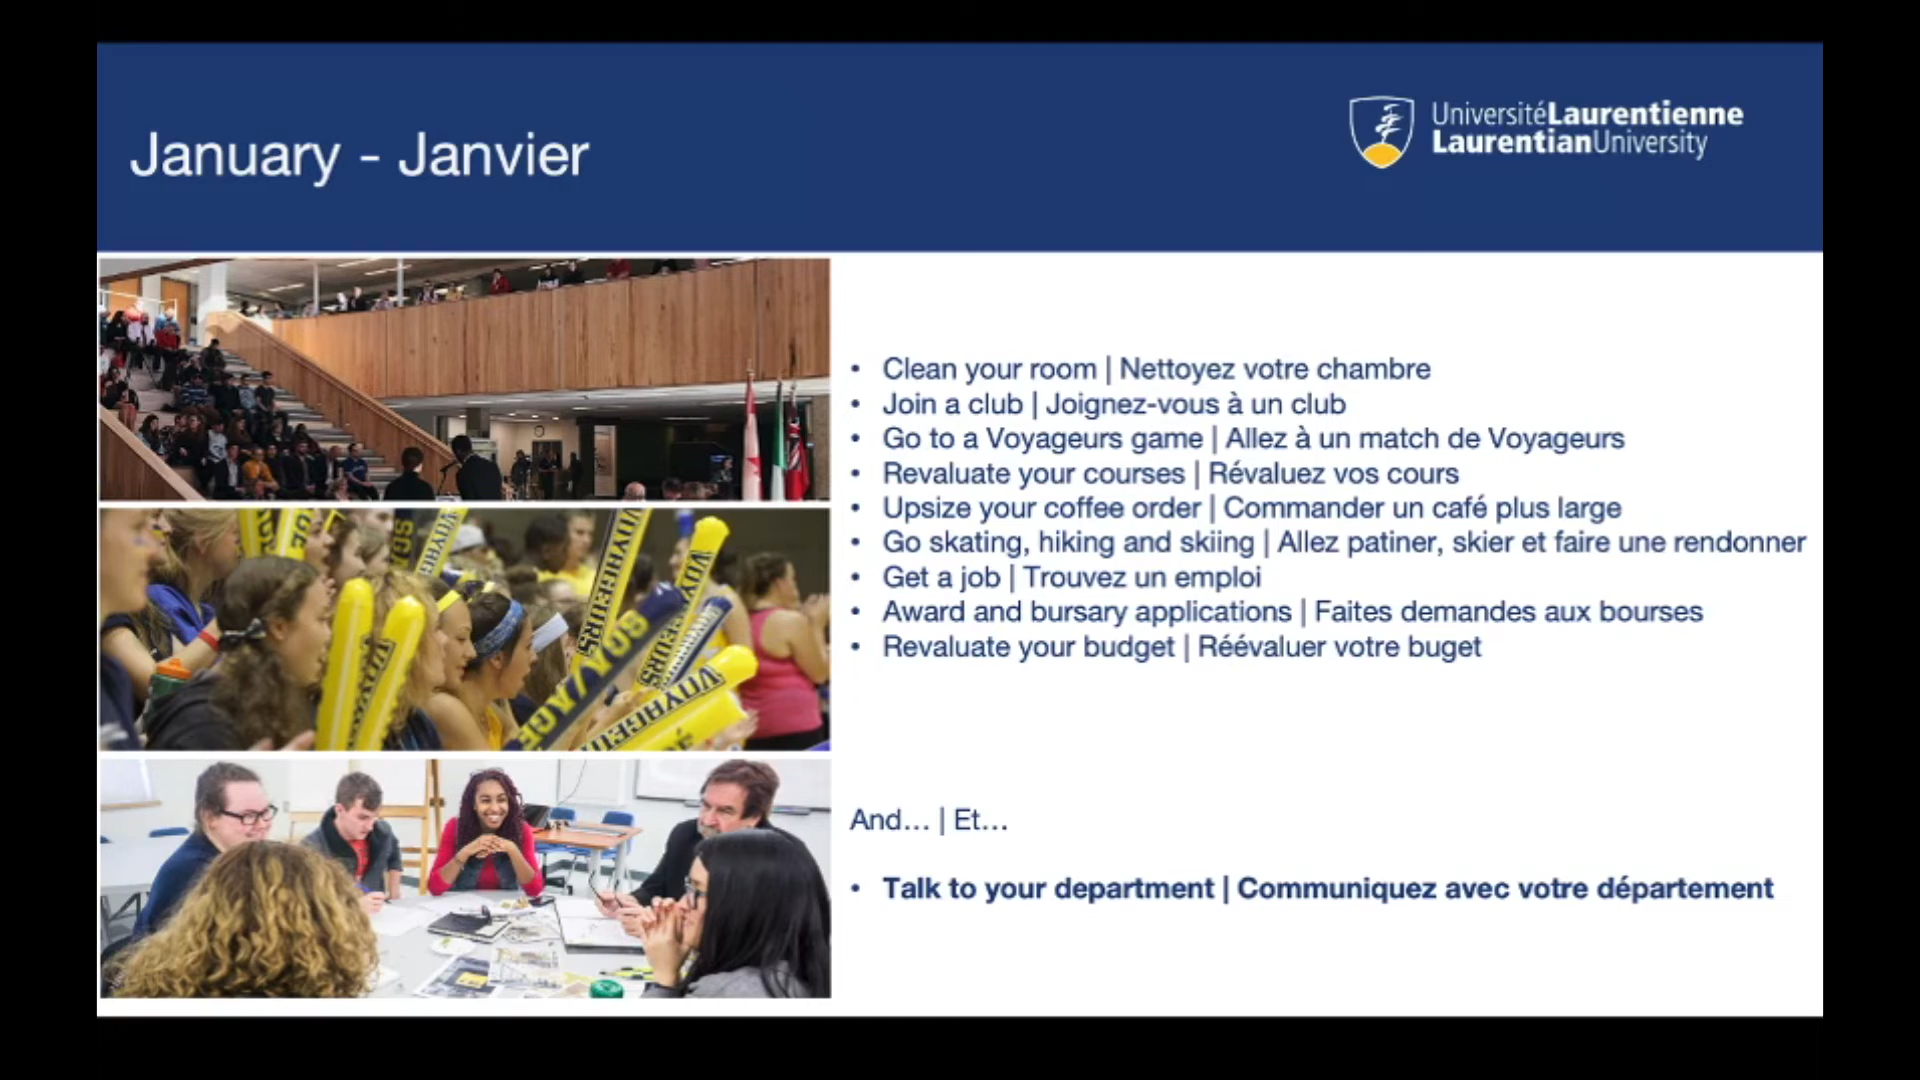 January - Janvier
UniversitéLaurentienne
LaurentianUniversity
• Clean your room | Nettoyez votre chambre
• Join a club | Joignez-vous à un club
• Go to a Voyageurs game | Allez à un match de Voyageurs
• Revaluate your courses | Révaluez vos cours
• Upsize your coffee order | Commander un café plus large
• Go skating, hiking and skiing | Allez patiner, skier et faire une rendonner
• Get a job | Trouvez un emploi
• Award and bursary applications | Faites demandes aux bourses
• Revaluate your budget | Réévaluer votre buget
And... | Et...
• Talk to your department | Communiquez avec votre département
VOYAGEURS
VOYAGEURS
VOYAGEURS